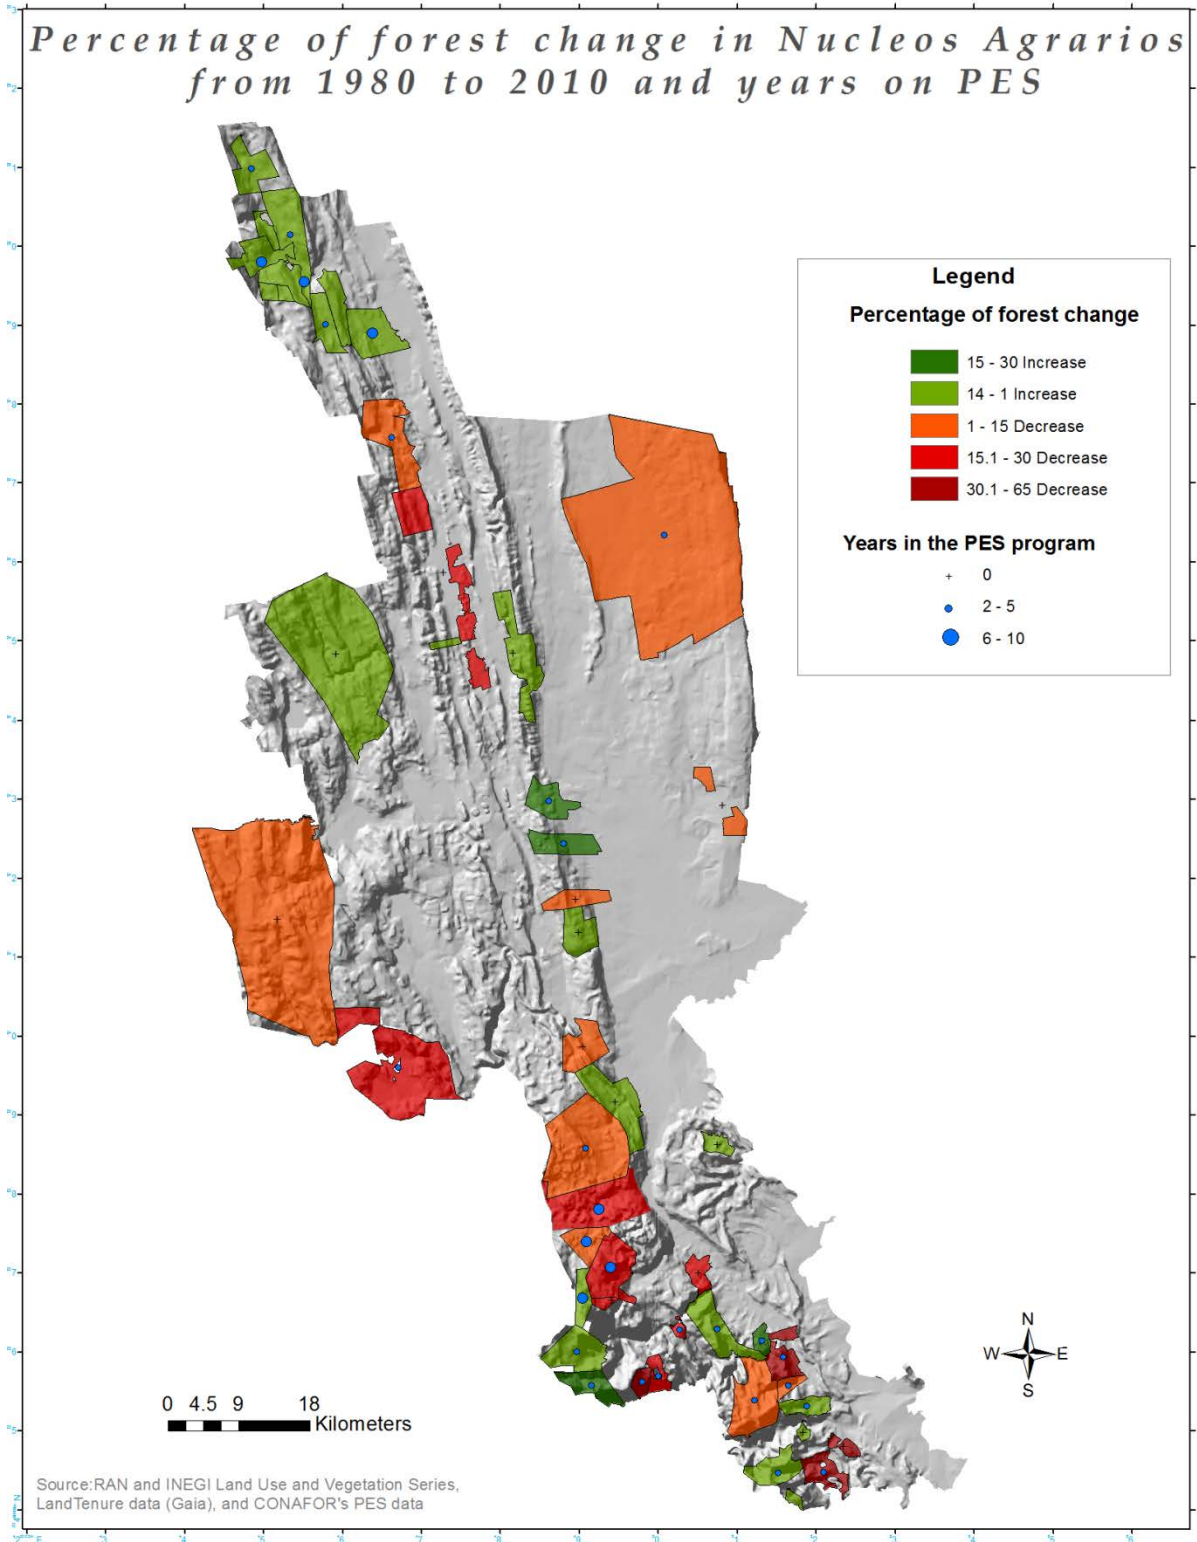 Percentage of forest change in Nucleos Agrarios
from 1980 to 2010 and years on PES
Legend
Percentage of forest change
15 - 30 Increase
14 - 1 Increase
1 - 15 Decrease
15.1 - 30 Decrease
30.1 - 65 Decrease
Years in the PES program
0
2 - 5
6 - 10
N
W E
S
0 4.5 9 18
Kilometers
Source:RAN and INEGI Land Use and Vegetation Series,
LandTenure data (Gaia), and CONAFOR's PES data